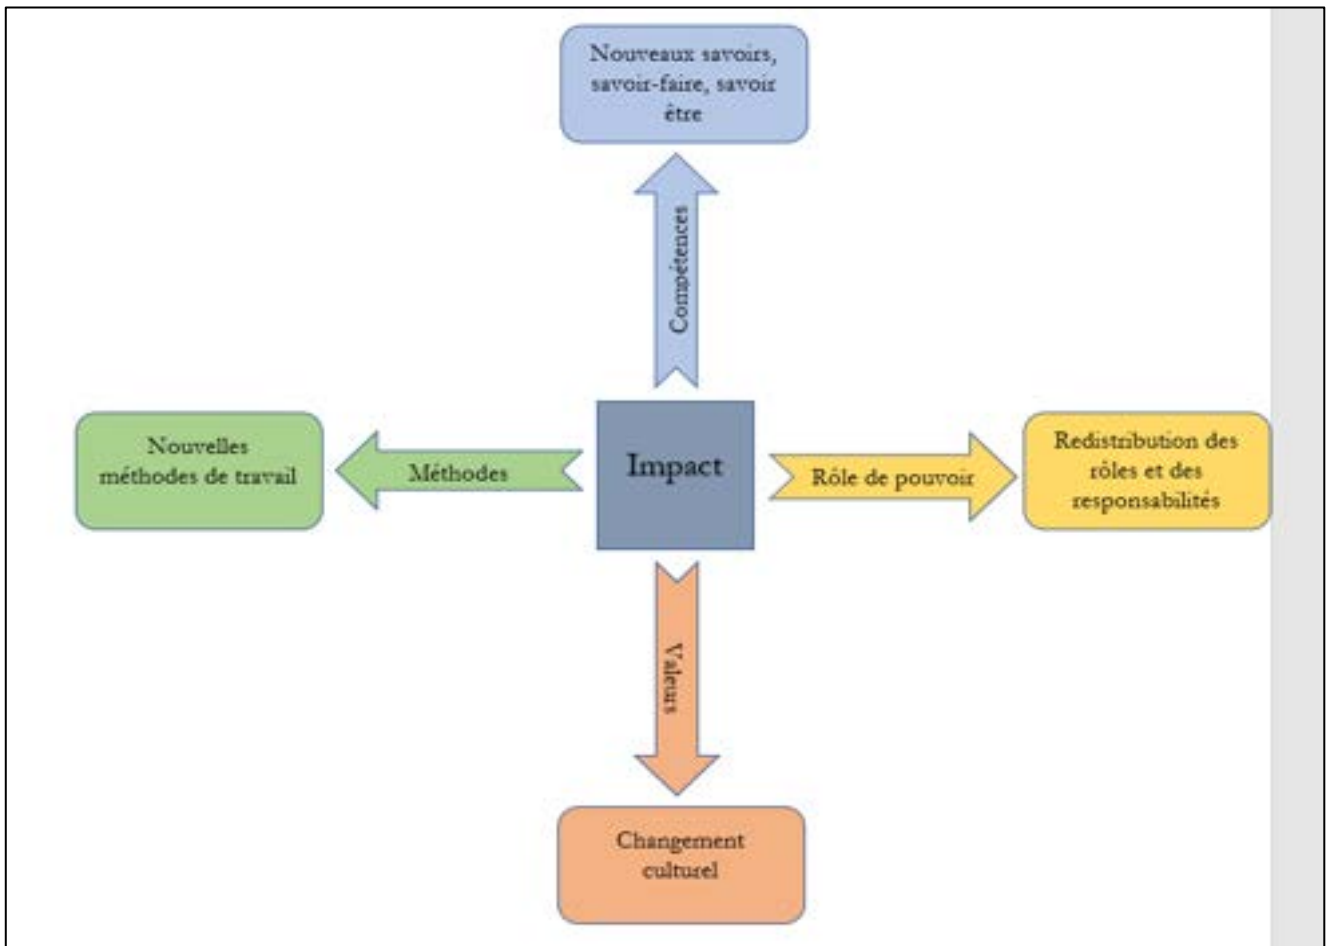 Nouveaux savoirs,
savoir-faire, savoir
être
Compétences
Nouvelles
méthodes de travail
Méthodes
Impact
Rôle de pouvoir
Redistribution des
rôles et des
responsabilités
Valeurs
Changement
culturel